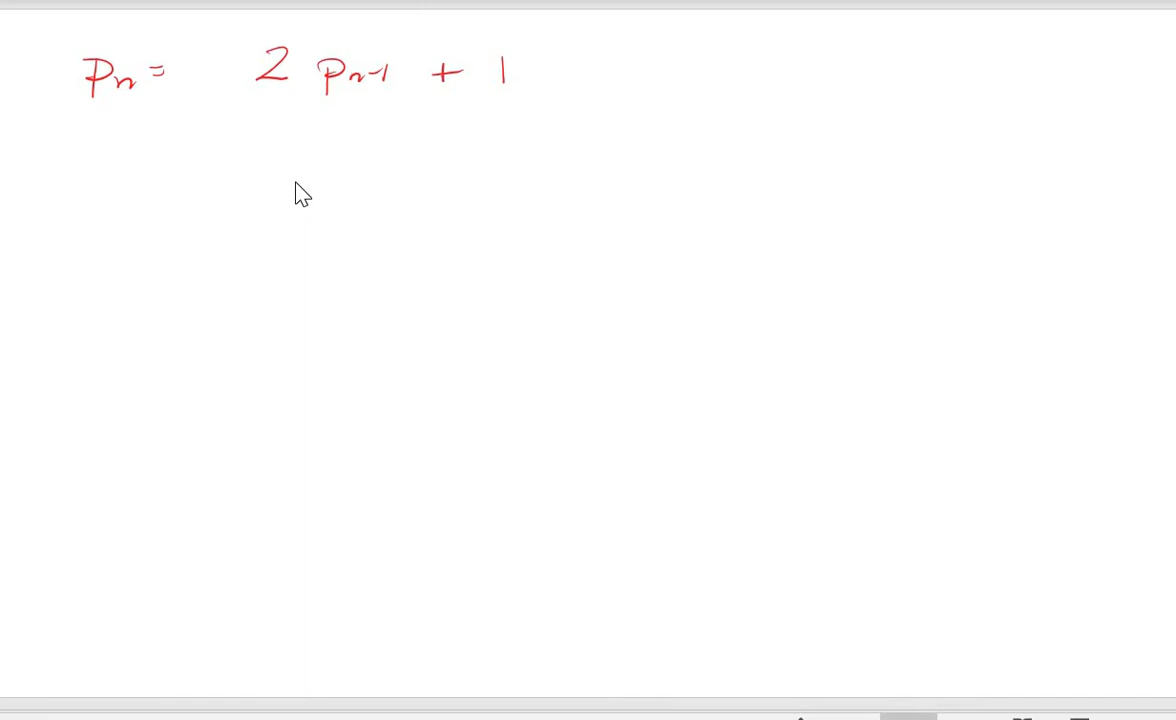 Pn = 2 Pn-1 + 1